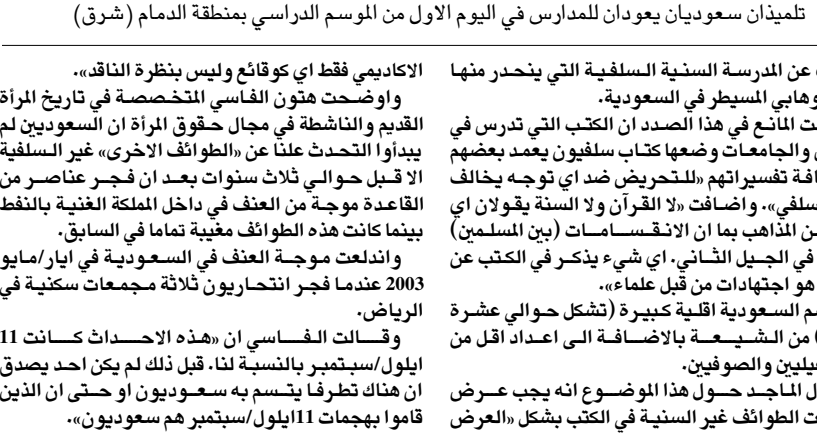 تلميذان سعوديان يعودان للمدارس في اليوم الاول من الموسم الدراسي بمنطقة الدمام (شرق)
عن المدرسة السنية السلفية التي ينحدر منها
وهابي المسيطر في السعودية.
ت المانع في هذا الصدد ان الكتب التي تدرس في
والجامعات وضعها كتاب سلفيون يعمد بعضهم
افة تفسيراتهم «للتحريض ضد اي توجه يخالف
سلفي». واضافت «لا القرآن ولا السنة يقولان اي
ن المذاهب بما ان الانقسامات (بين المسلمين)
في الجيل الثاني. اي شيء يذكر في الكتب عن
هو اجتهادات من قبل علماء».
م السعودية اقلية كبيرة (تشكل حوالي عشرة
) من الشيعة بالاضافة الى اعداد اقل من
عيليين والصوفيين.
ل الماجد حول هذا الموضوع انه يجب عرض
ت الطوائف غير السنية في الكتب بشكل «العرض
الاكاديمي فقط اي كوقائع وليس بنظرة الناقد».
واوضحت هتون الفاسي المتخصصة في تاريخ المرأة
القديم والناشطة في مجال حقوق المرأة ان السعوديين لم
يبدأوا التحدث علنا عن «الطوائف الاخرى» غير السلفية
الا قبل حوالي ثلاث سنوات بعد ان فجر عناصر من
القاعدة موجة من العنف في داخل المملكة الغنية بالنفط
بينما كانت هذه الطوائف مغيبة تماما في السابق.
واندلعت موجة العنف في السعودية في ايار/مايو
2003 عندما فجر انتحاريون ثلاثة مجمعات سكنية في
الرياض.
وقالت الفاسي ان «هذه الاحداث كانت 11
ايلول/سبتمبر بالنسبة لنا. قبل ذلك لم يكن احد يصدق
ان هناك تطرفا يتسم به سعوديون او حتى ان الذين
قاموا بهجمات 11ايلول/سبتمبر هم سعوديون».